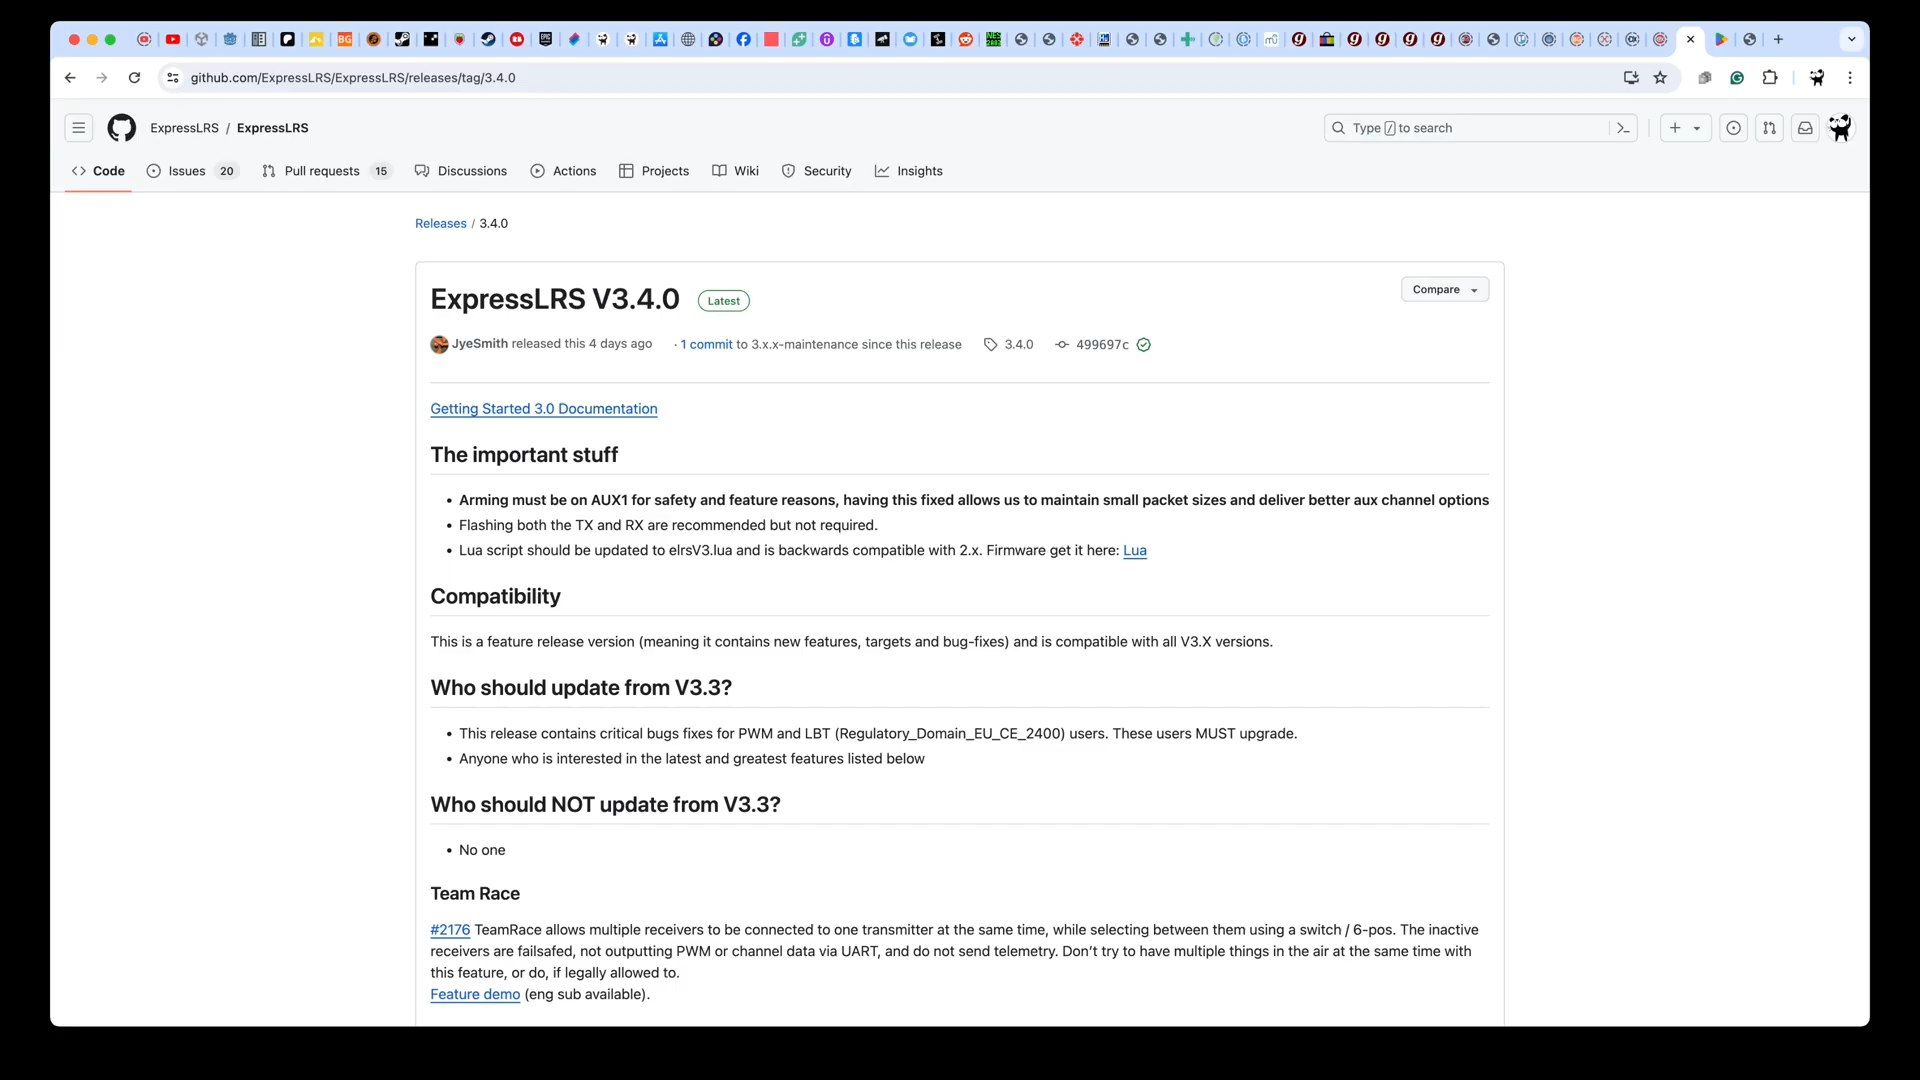 github.com/ExpressLRS/ExpressLRS/releases/tag/3.4.0
ExpressLRS / ExpressLRS
Type / to search
Code
Issues 20
Pull requests 15
Discussions
Actions
Projects
Wiki
Security
Insights
Releases / 3.4.0
ExpressLRS V3.4.0 Latest
Compare
JyeSmith released this 4 days ago · 1 commit to 3.x.x-maintenance since this release 3.4.0 499697c
Getting Started 3.0 Documentation
The important stuff
• Arming must be on AUX1 for safety and feature reasons, having this fixed allows us to maintain small packet sizes and deliver better aux channel options
• Flashing both the TX and RX are recommended but not required.
• Lua script should be updated to elrsV3.lua and is backwards compatible with 2.x. Firmware get it here: Lua
Compatibility
This is a feature release version (meaning it contains new features, targets and bug-fixes) and is compatible with all V3.X versions.
Who should update from V3.3?
• This release contains critical bugs fixes for PWM and LBT (Regulatory_Domain_EU_CE_2400) users. These users MUST upgrade.
• Anyone who is interested in the latest and greatest features listed below
Who should NOT update from V3.3?
• No one
Team Race
#2176 TeamRace allows multiple receivers to be connected to one transmitter at the same time, while selecting between them using a switch / 6-pos. The inactive
receivers are failsafed, not outputting PWM or channel data via UART, and do not send telemetry. Don't try to have multiple things in the air at the same time with
this feature, or do, if legally allowed to.
Feature demo (eng sub available).